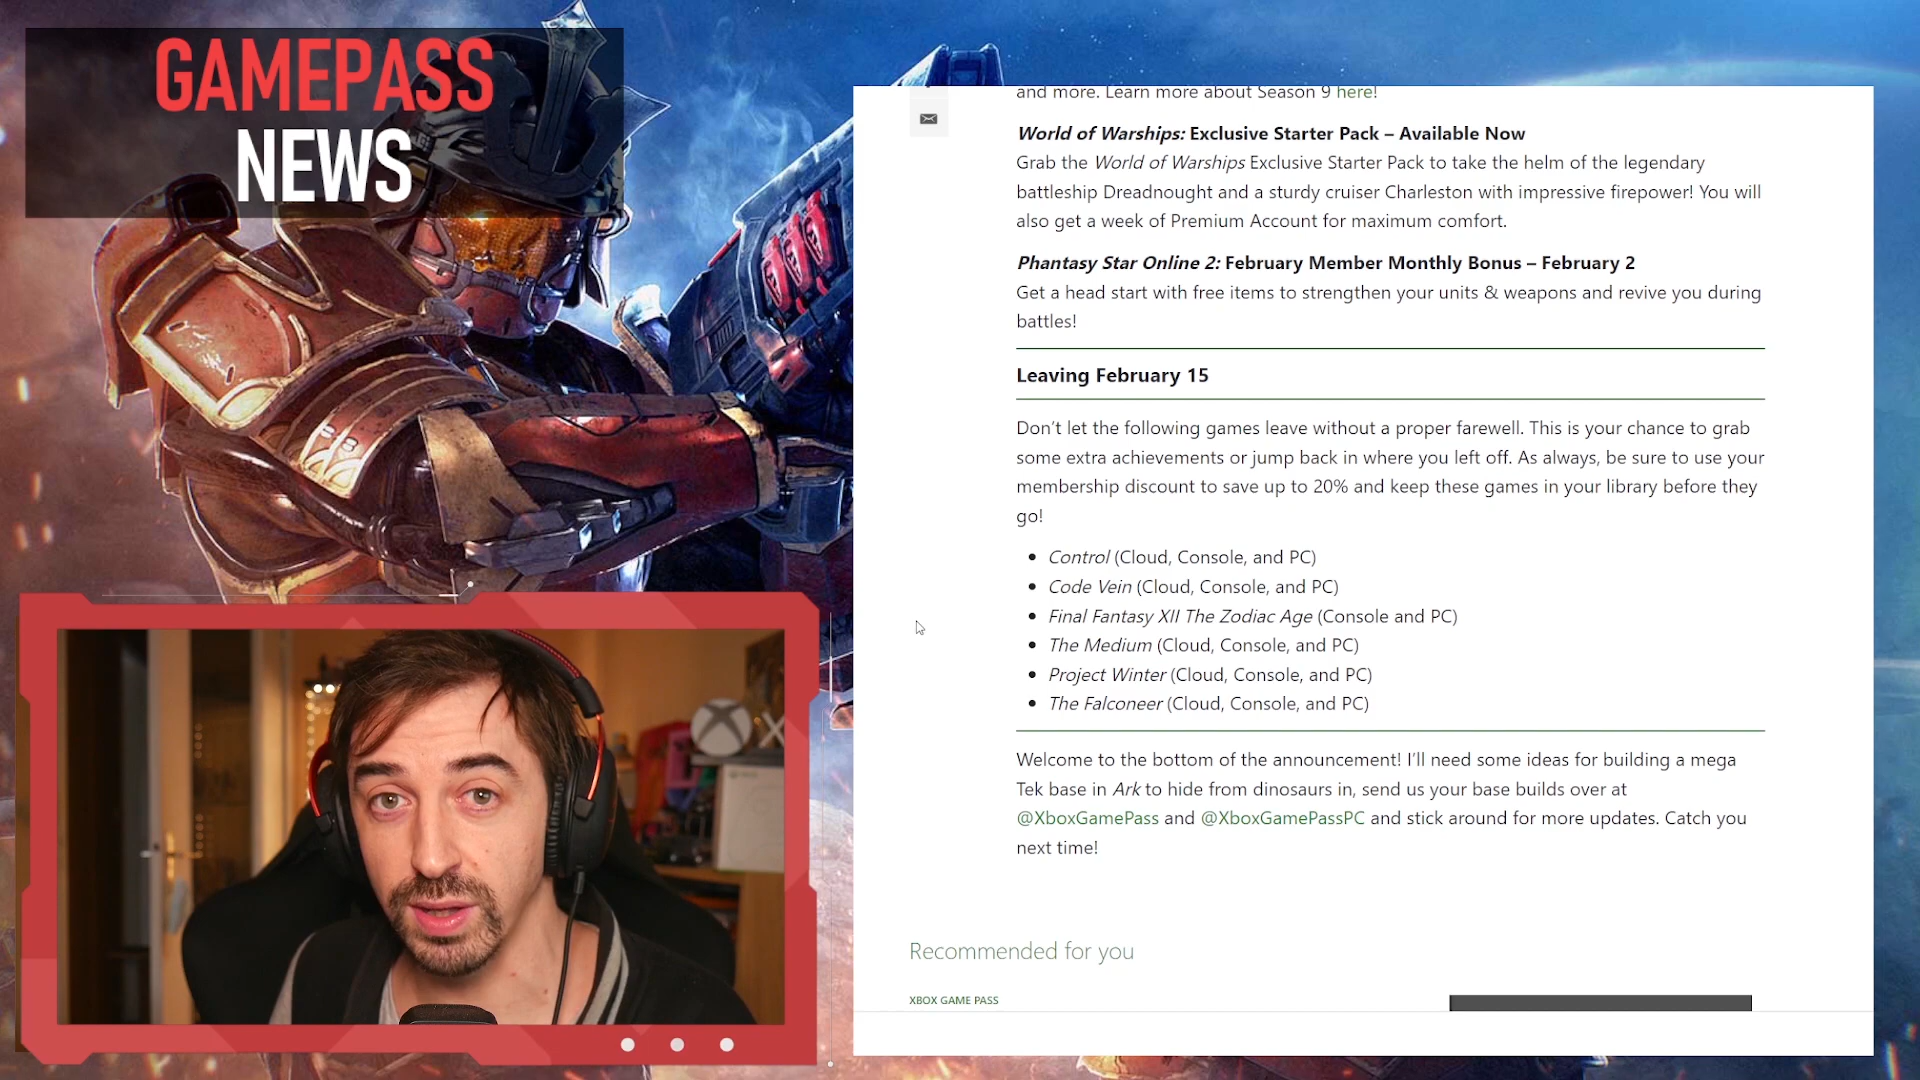 GAMEPASS
NEWS
and more. Learn more about Season 9 here!
World of Warships: Exclusive Starter Pack – Available Now
Grab the World of Warships Exclusive Starter Pack to take the helm of the legendary
battleship Dreadnought and a sturdy cruiser Charleston with impressive firepower! You will
also get a week of Premium Account for maximum comfort.
Phantasy Star Online 2: February Member Monthly Bonus – February 2
Get a head start with free items to strengthen your units & weapons and revive you during
battles!
Leaving February 15
Don’t let the following games leave without a proper farewell. This is your chance to grab
some extra achievements or jump back in where you left off. As always, be sure to use your
membership discount to save up to 20% and keep these games in your library before they
go!
• Control (Cloud, Console, and PC)
• Code Vein (Cloud, Console, and PC)
• Final Fantasy XII The Zodiac Age (Console and PC)
• The Medium (Cloud, Console, and PC)
• Project Winter (Cloud, Console, and PC)
• The Falconeer (Cloud, Console, and PC)
Welcome to the bottom of the announcement! I’ll need some ideas for building a mega
Tek base in Ark to hide from dinosaurs in, send us your base builds over at
@XboxGamePass and @XboxGamePassPC and stick around for more updates. Catch you
next time!
Recommended for you
XBOX GAME PASS